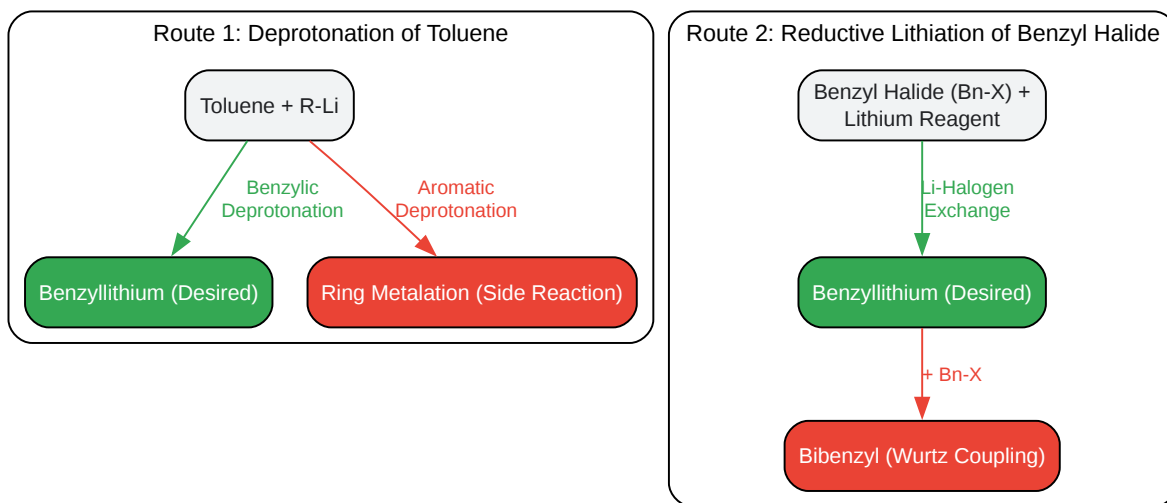 Route 1: Deprotonation of Toluene
Toluene + R-Li
Benzylic
Deprotonation
Aromatic
Deprotonation
Benzyllithium (Desired)
Ring Metalation (Side Reaction)
Route 2: Reductive Lithiation of Benzyl Halide
Benzyl Halide (Bn-X) +
Lithium Reagent
Li-Halogen
Exchange
Benzyllithium (Desired)
+ Bn-X
Bibenzyl (Wurtz Coupling)